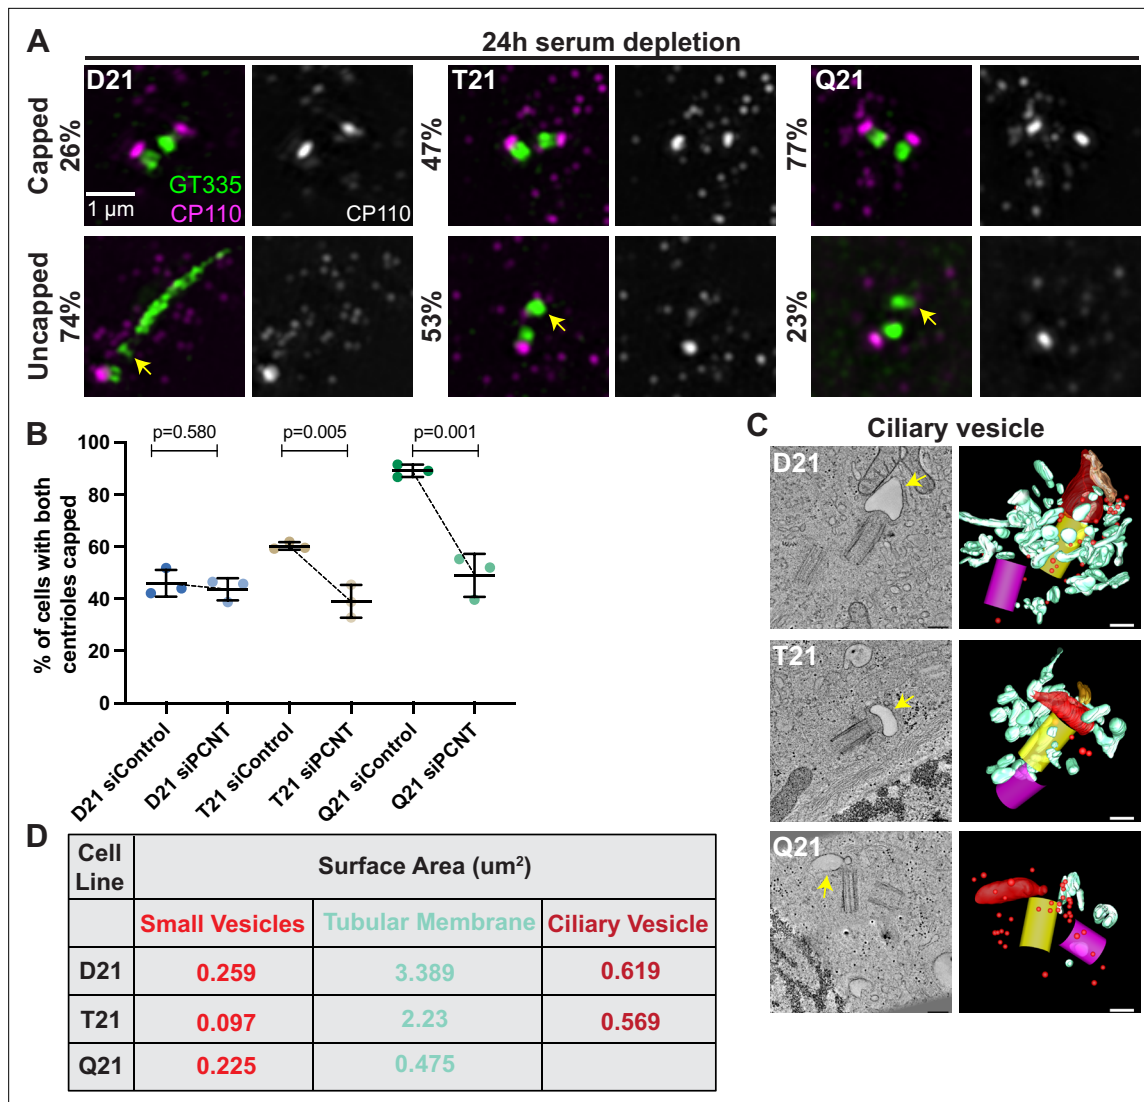 A
24h serum depletion
Capped
26%
D21
GT335
CP110
1 µm
CP110
47%
T21
77%
Q21
Uncapped
74%
53%
23%
B
% of cells with both
centrioles capped
100
80
60
40
20
0
p=0.580
p=0.005
p=0.001
D21 siControl
D21 siPCNT
T21 siControl
T21 siPCNT
Q21 siControl
Q21 siPCNT
C
Ciliary vesicle
D21
T21
Q21
D
Cell
Line
Surface Area (um²)
Small Vesicles
Tubular Membrane
Ciliary Vesicle
D21
0.259
3.389
0.619
T21
0.097
2.23
0.569
Q21
0.225
0.475